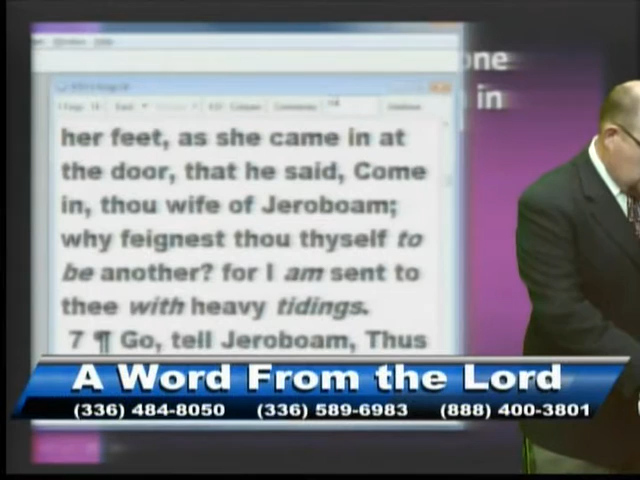 one
in
her feet, as she came in at
the door, that he said, Come
in, thou wife of Jeroboam;
why feignest thou thyself to
be another? for I am sent to
thee with heavy tidings.
7 ¶ Go, tell Jeroboam, Thus
A Word From the Lord
(336) 484-8050 (336) 589-6983 (888) 400-3801